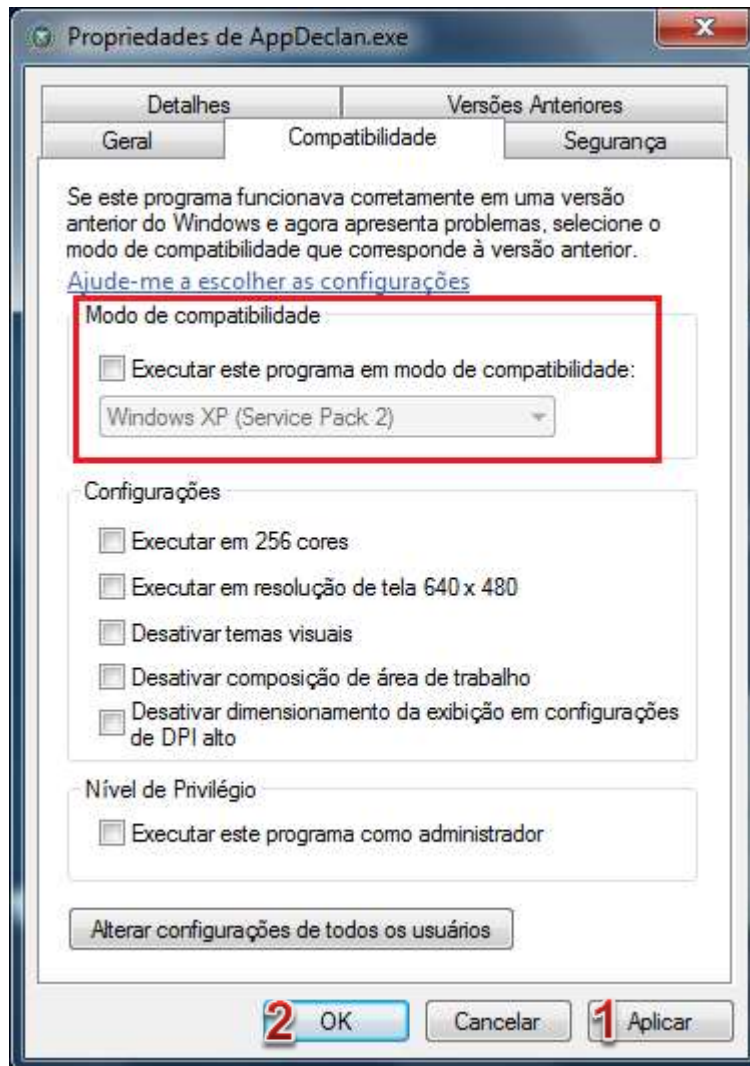 Propriedades de AppDeclan.exe
Detalhes
Versões Anteriores
Geral
Compatibilidade
Segurança
Se este programa funcionava corretamente em uma versão
anterior do Windows e agora apresenta problemas, selecione o
modo de compatibilidade que corresponde à versão anterior.
Ajude-me a escolher as configurações
Modo de compatibilidade
Executar este programa em modo de compatibilidade:
Windows XP (Service Pack 2)
Configurações
Executar em 256 cores
Executar em resolução de tela 640 x 480
Desativar temas visuais
Desativar composição de área de trabalho
Desativar dimensionamento da exibição em configurações
de DPI alto
Nível de Privilégio
Executar este programa como administrador
Alterar configurações de todos os usuários
2 OK
Cancelar
1 Aplicar